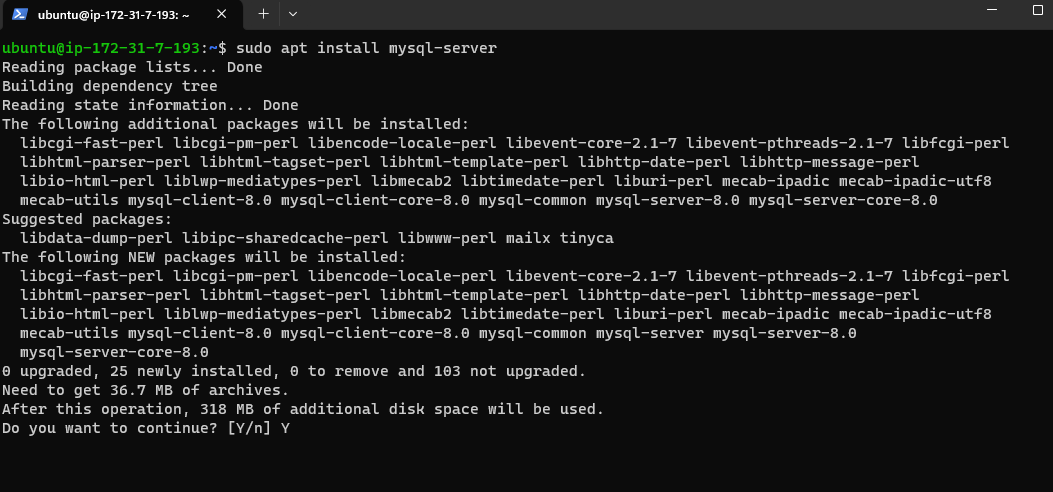 ubuntu@ip-172-31-7-193: ~
ubuntu@ip-172-31-7-193:~$ sudo apt install mysql-server
Reading package lists... Done
Building dependency tree
Reading state information... Done
The following additional packages will be installed:
  libcgi-fast-perl libcgi-pm-perl libencode-locale-perl libevent-core-2.1-7 libevent-pthreads-2.1-7 libfcgi-perl
  libhtml-parser-perl libhtml-tagset-perl libhtml-template-perl libhttp-date-perl libhttp-message-perl
  libio-html-perl liblwp-mediatypes-perl libmecab2 libtimedate-perl liburi-perl mecab-ipadic mecab-ipadic-utf8
  mecab-utils mysql-client-8.0 mysql-client-core-8.0 mysql-common mysql-server-8.0 mysql-server-core-8.0
Suggested packages:
  libdata-dump-perl libipc-sharedcache-perl libwww-perl mailx tinyca
The following NEW packages will be installed:
  libcgi-fast-perl libcgi-pm-perl libencode-locale-perl libevent-core-2.1-7 libevent-pthreads-2.1-7 libfcgi-perl
  libhtml-parser-perl libhtml-tagset-perl libhtml-template-perl libhttp-date-perl libhttp-message-perl
  libio-html-perl liblwp-mediatypes-perl libmecab2 libtimedate-perl liburi-perl mecab-ipadic mecab-ipadic-utf8
  mecab-utils mysql-client-8.0 mysql-client-core-8.0 mysql-common mysql-server mysql-server-8.0
  mysql-server-core-8.0
0 upgraded, 25 newly installed, 0 to remove and 103 not upgraded.
Need to get 36.7 MB of archives.
After this operation, 318 MB of additional disk space will be used.
Do you want to continue? [Y/n] Y